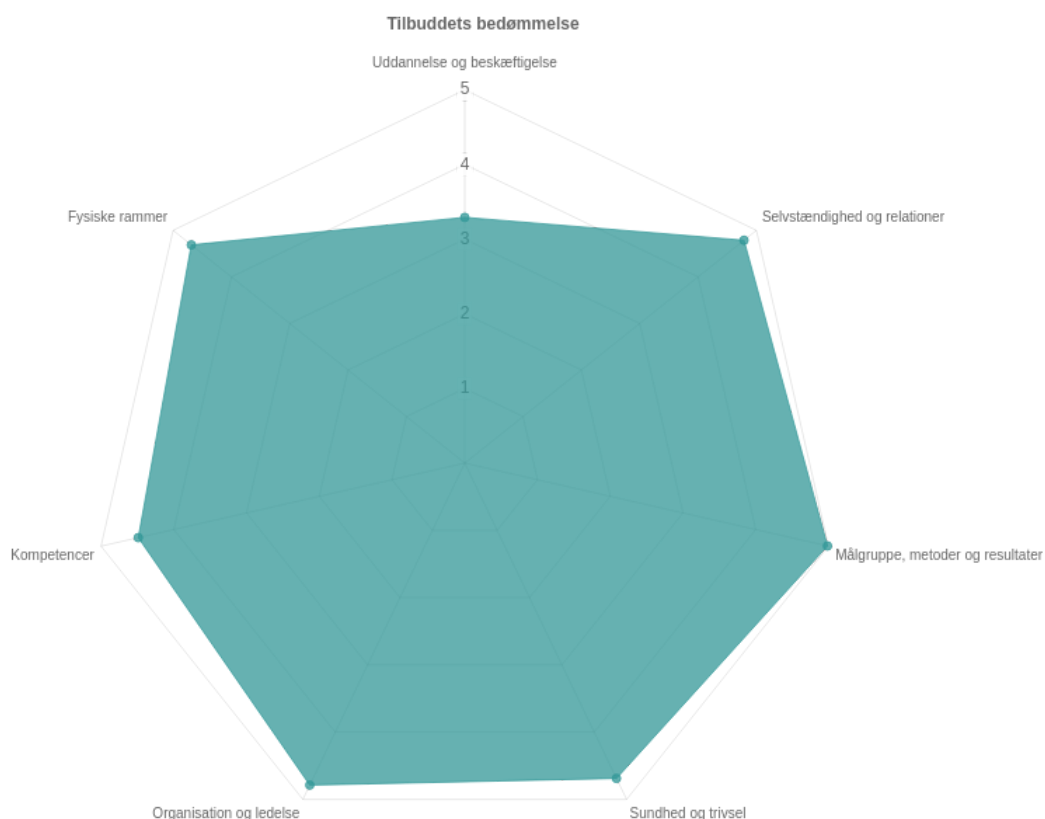 Tilbuddets bedømmelse
Uddannelse og beskæftigelse
5
4
Fysiske rammer
Selvstændighed og relationer
3
2
1
Kompetencer
Målgruppe, metoder og resultater
Organisation og ledelse
Sundhed og trivsel